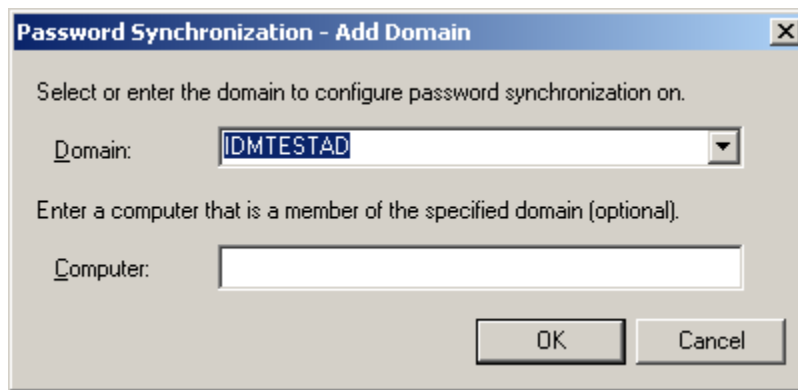 Password Synchronization - Add Domain
Select or enter the domain to configure password synchronization on.
Domain: IDMTESTAD
Enter a computer that is a member of the specified domain (optional).
Computer:
OK Cancel